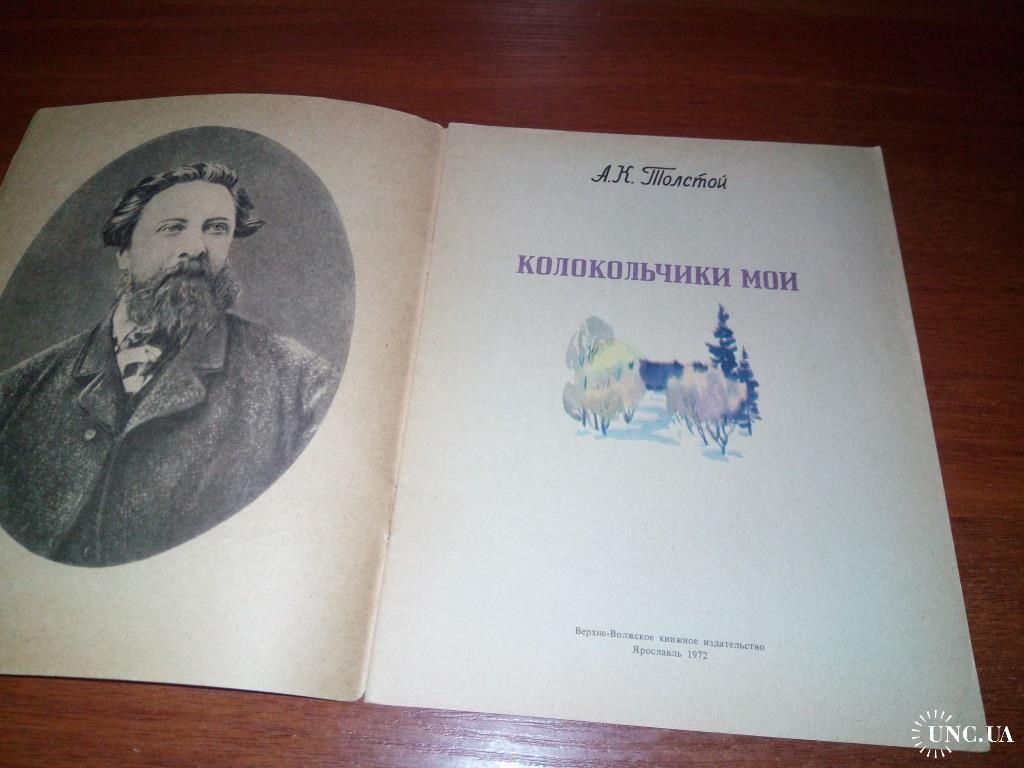 А.К. Толстой
КОЛОКОЛЬЧИКИ МОИ
Верхне-Волжское книжное издательство
Ярославль 1972
UNC.UA